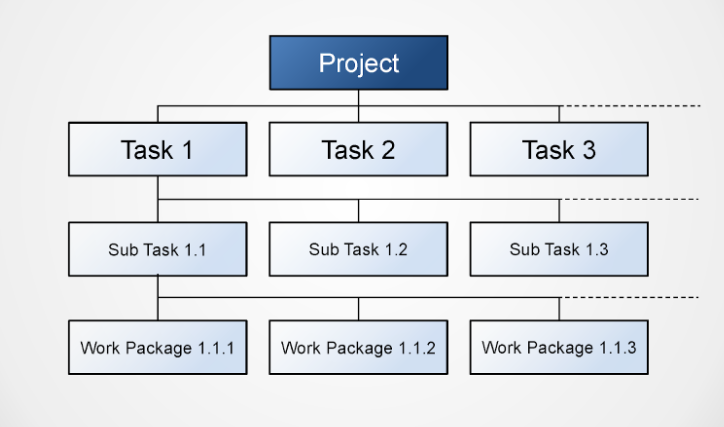 Project
Task 1
Task 2
Task 3
Sub Task 1.1
Sub Task 1.2
Sub Task 1.3
Work Package 1.1.1
Work Package 1.1.2
Work Package 1.1.3